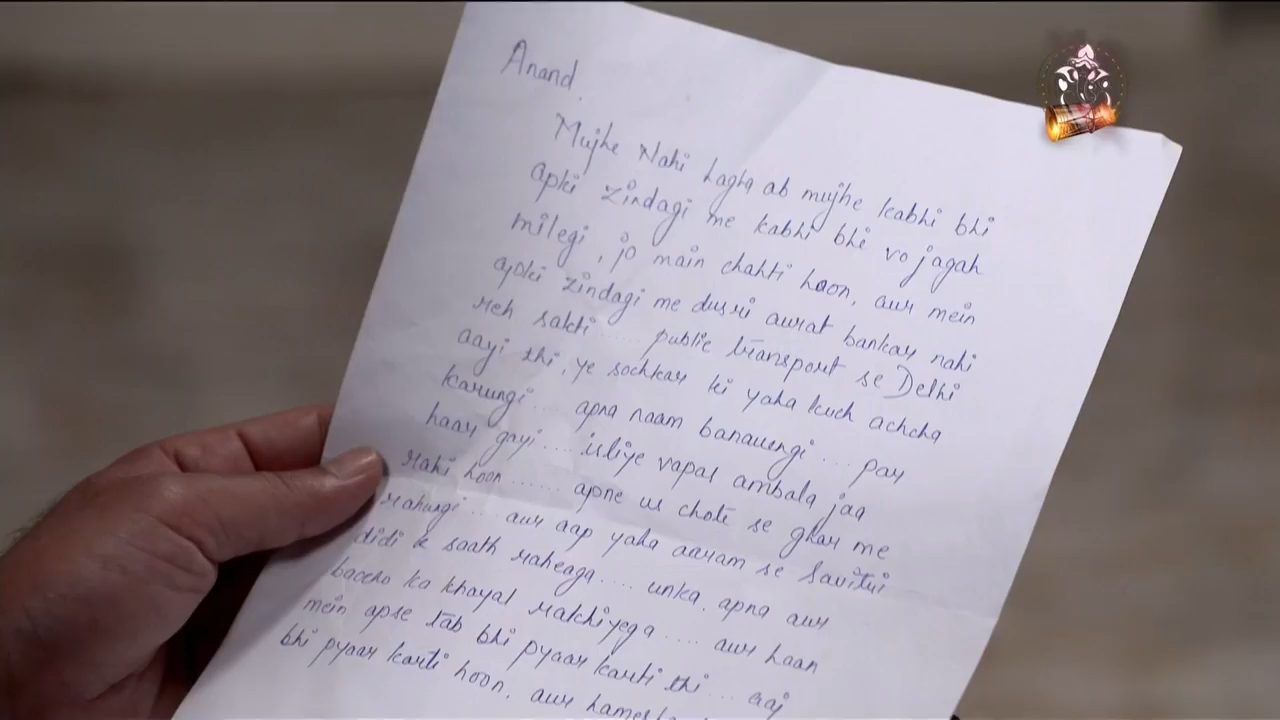 Anand,
Mujhe Nahi lagta ab mujhe kabhi bhi
apki zindagi me kabhi bhi vo jagah
milegi, jo main chahti hoon, aur mein
apki zindagi me dusri aurat bankar nahi
reh sakti ...... public transport se Delhi
aayi thi, ye sochkar ki yaha kuch achcha
karungi ... apna naam banauengi ... par
haar gayi .... isliye vapas ambala jaa
rahi hoon ...... apne us chote se ghar me
rahungi ... aur aap yaha aaram se Savitri
didi k saath raheaga .... unka, apna aur
baccho ka khayal rakhiyega .... aur haan
mein apse tab bhi pyaar karti thi ... aaj
bhi pyaar karti hoon, aur